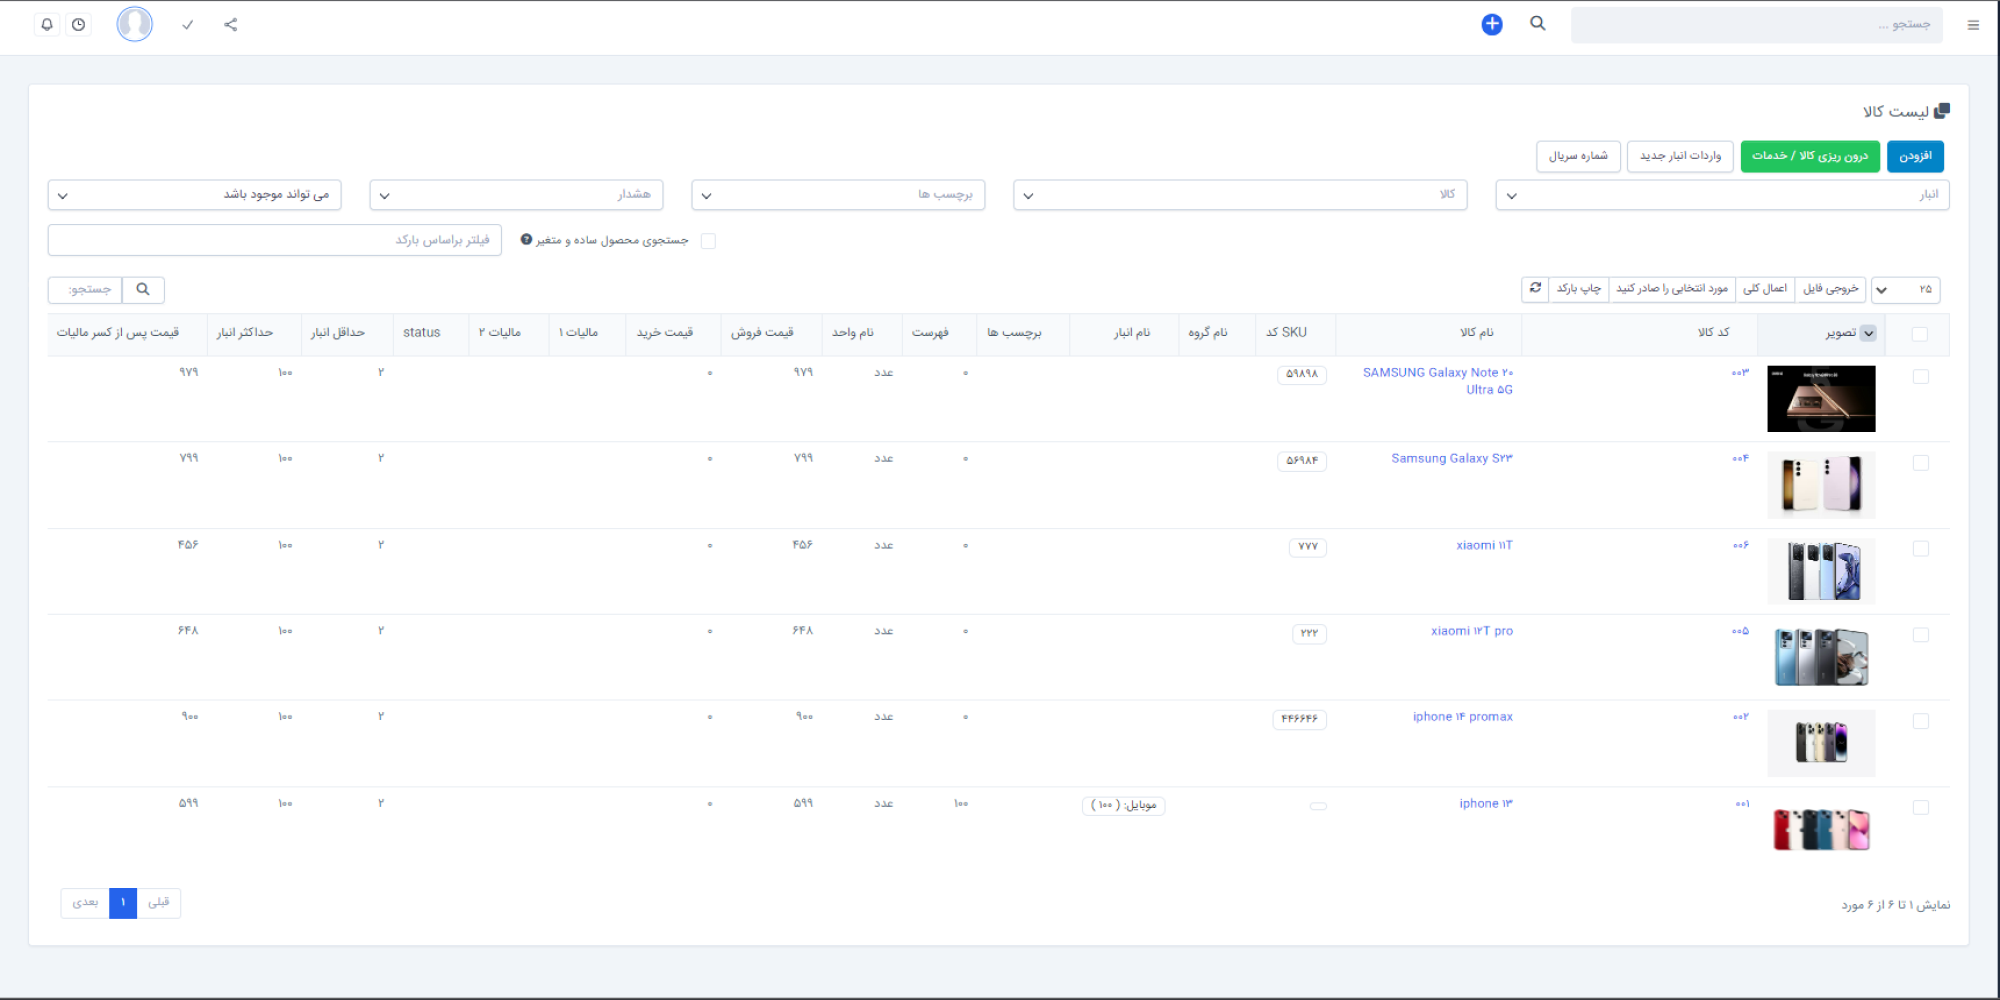 جستجو ...
لیست کالا
افزودن
درون ریزی کالا / خدمات
واردات انبار جدید
شماره سریال
انبار
کالا
برچسب ها
هشدار
می تواند موجود باشد
جستجوی محصول ساده و متغیر
فیلتر براساس بارکد
۲۵
خروجی فایل
اعمال کلی
مورد انتخابی را صادر کنید
چاپ بارکد
جستجو:
تصویر کد کالا نام کالا SKU کد نام گروه نام انبار برچسب ها فهرست نام واحد قیمت فروش قیمت خرید مالیات ۱ مالیات ۲ status حداقل انبار حداکثر انبار قیمت پس از کسر مالیات
۰۰۳ SAMSUNG Galaxy Note ۲۰ ۵۹۸۹۸ ۰ عدد ۹۷۹ ۰ ۲ ۱۰۰ ۹۷۹
Ultra ۵G
۰۰۴ Samsung Galaxy S۲۳ ۵۶۹۸۴ ۰ عدد ۷۹۹ ۰ ۲ ۱۰۰ ۷۹۹
۰۰۶ xiaomi ۱۱T ۷۷۷ ۰ عدد ۴۵۶ ۰ ۲ ۱۰۰ ۴۵۶
۰۰۵ xiaomi ۱۲T pro ۲۲۲ ۰ عدد ۶۴۸ ۰ ۲ ۱۰۰ ۶۴۸
۰۰۲ iphone ۱۴ promax ۴۴۶۶۴۶ ۰ عدد ۹۰۰ ۰ ۲ ۱۰۰ ۹۰۰
۰۰۱ iphone ۱۳ موبایل: ( ۱۰۰ ) ۱۰۰ عدد ۵۹۹ ۰ ۲ ۱۰۰ ۵۹۹
نمایش ۱ تا ۶ از ۶ مورد
قبلی ۱ بعدی